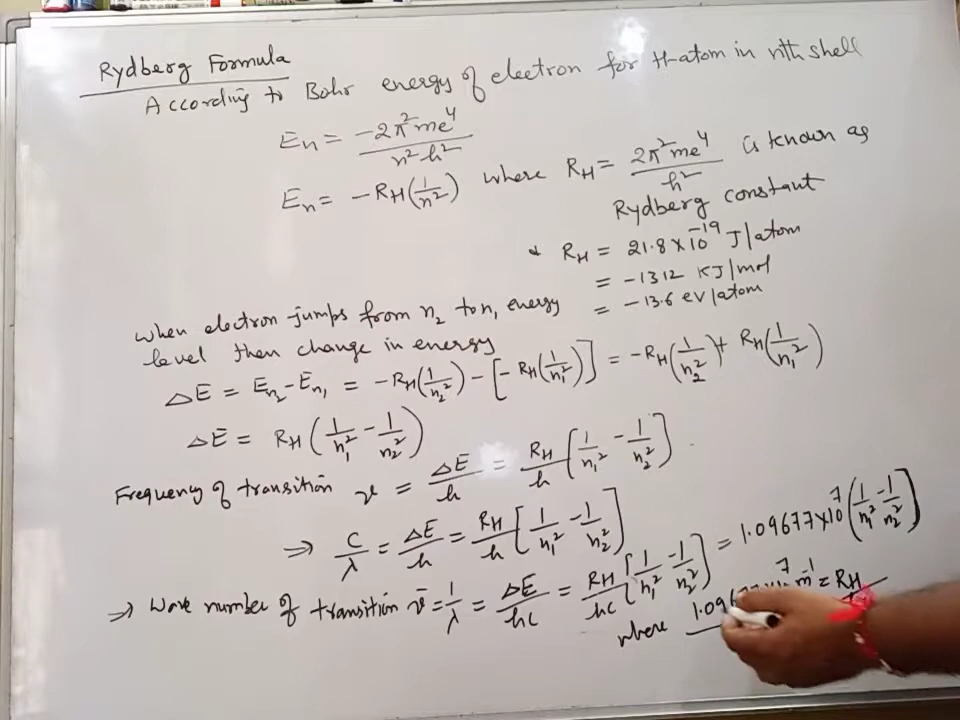 Rydberg Formula
According to Bohr energy of electron for H-atom in nth shell
En = -2π²me⁴ / n²h²
En = -RH(1/n²) where RH = 2π²me⁴ / h² is known as
Rydberg constant
& RH = 21.8×10⁻¹⁹ J/atom
= -1312 KJ/mol
= -13.6 eV/atom
when electron jumps from n₂ to n₁ energy
level then change in energy
△E = En₂-En₁ = -RH(1/n₂²) - [-RH(1/n₁²)] = -RH(1/n₂²) + RH(1/n₁²)
△E = RH(1/n₁² - 1/n₂²)
Frequency of transition ν = △E/h = RH/h [1/n₁² - 1/n₂²]
⇒ c/λ = △E/h = RH/h [1/n₁² - 1/n₂²]
⇒ Wave number of transition ν̄ = 1/λ = △E/hc = RH/hc [1/n₁² - 1/n₂²] = 1.09677×10⁷ (1/n₁² - 1/n₂²)
where m⁻¹ = RH